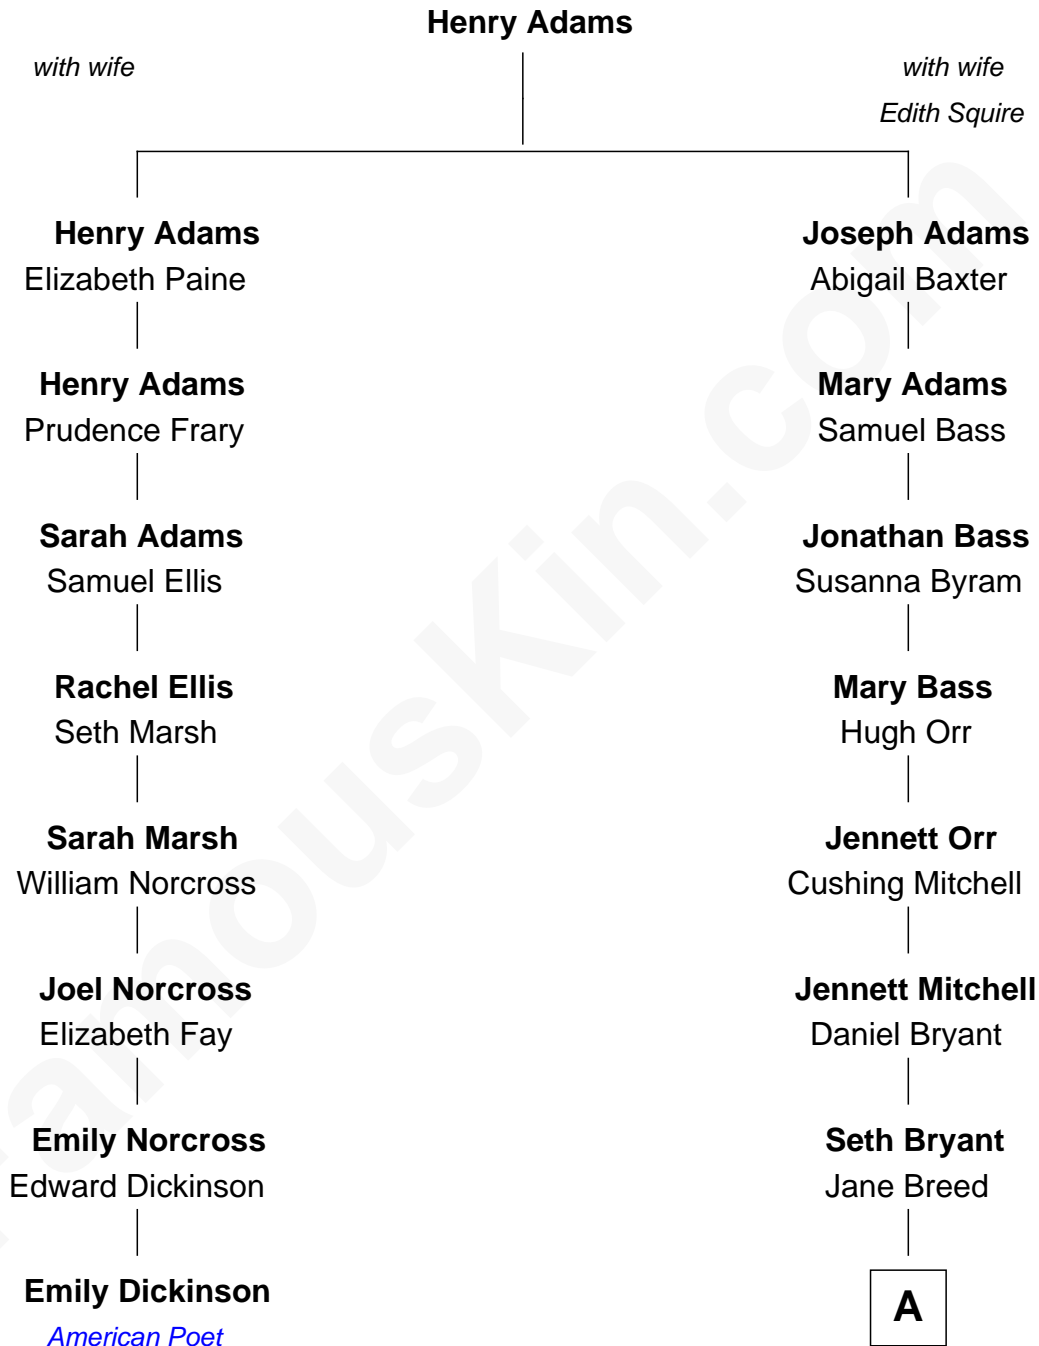 Henry Adams
with wife
with wife
Edith Squire
Henry Adams
Elizabeth Paine
Joseph Adams
Abigail Baxter
Henry Adams
Prudence Frary
Mary Adams
Samuel Bass
Sarah Adams
Samuel Ellis
Jonathan Bass
Susanna Byram
Rachel Ellis
Seth Marsh
Mary Bass
Hugh Orr
Sarah Marsh
William Norcross
Jennett Orr
Cushing Mitchell
Joel Norcross
Elizabeth Fay
Jennett Mitchell
Daniel Bryant
Emily Norcross
Edward Dickinson
Seth Bryant
Jane Breed
Emily Dickinson
American Poet
A
FamousKin.com